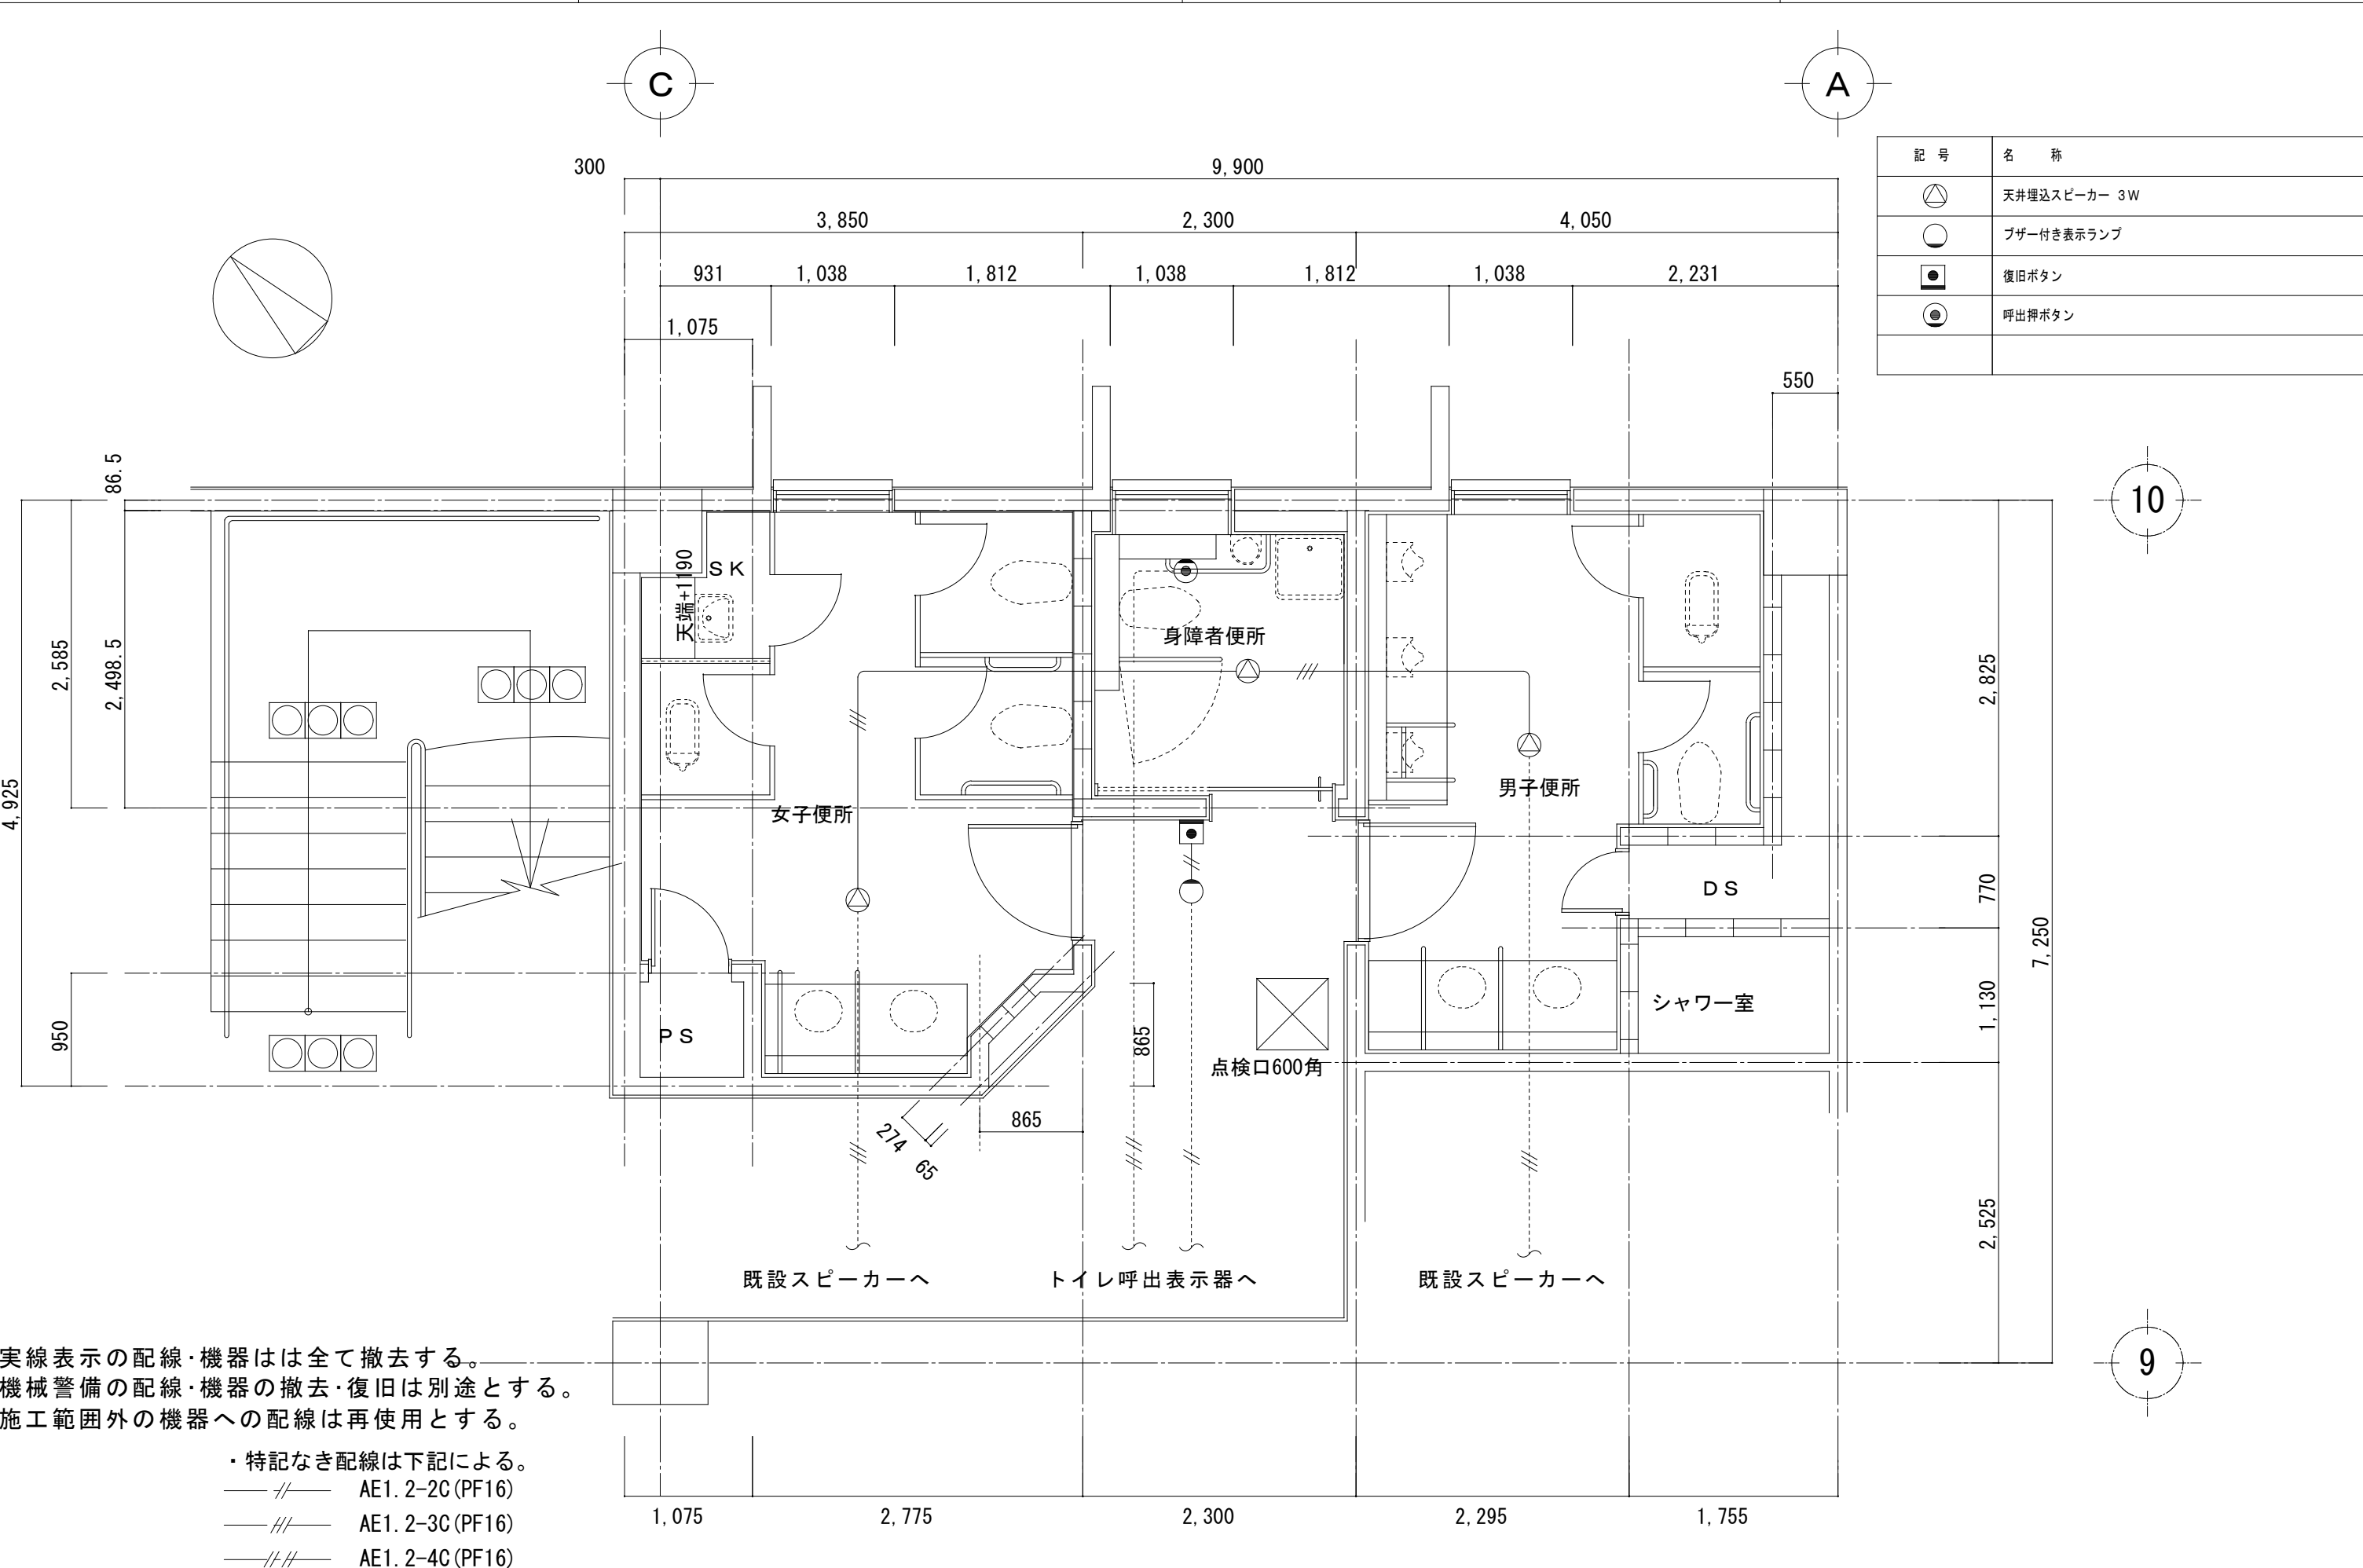 C
A
300
9,900
3,850
2,300
4,050
931
1,038
1,812
1,038
1,812
1,038
2,231
1,075
550
記 号
名 称
天井埋込スピーカー 3W
ブザー付き表示ランプ
復旧ボタン
呼出押ボタン
10
86.5
2,585
2,498.5
4,925
950
SK
天端+1190
身障者便所
女子便所
男子便所
DS
シャワー室
PS
点検口600角
865
865
274
65
2,825
770
1,130
7,250
2,525
既設スピーカーへ
トイレ呼出表示器へ
既設スピーカーへ
9
実線表示の配線・機器はは全て撤去する。
機械警備の配線・機器の撤去・復旧は別途とする。
施工範囲外の機器への配線は再使用とする。
・特記なき配線は下記による。
AE1.2-2C(PF16)
AE1.2-3C(PF16)
AE1.2-4C(PF16)
1,075
2,775
2,300
2,295
1,755